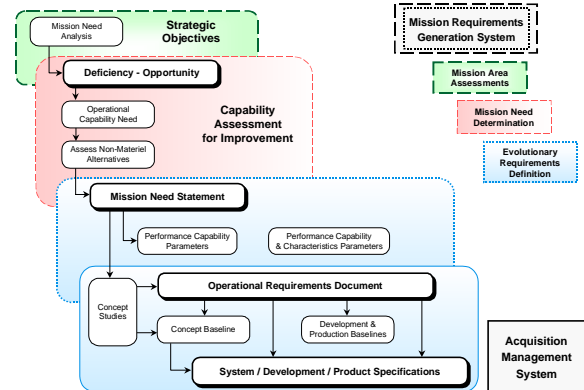 Mission Need
Analysis
Strategic
Objectives
Mission Requirements
Generation System
Deficiency - Opportunity
Mission Area
Assessments
Operational
Capability Need
Capability
Assessment
for Improvement
Mission Need
Determination
Assess Non-Materiel
Alternatives
Evolutionary
Requirements
Definition
Mission Need Statement
Performance Capability
Parameters
Performance Capability
& Characteristics Parameters
Concept
Studies
Operational Requirements Document
Concept Baseline
Development &
Production Baselines
System / Development / Product Specifications
Acquisition
Management
System